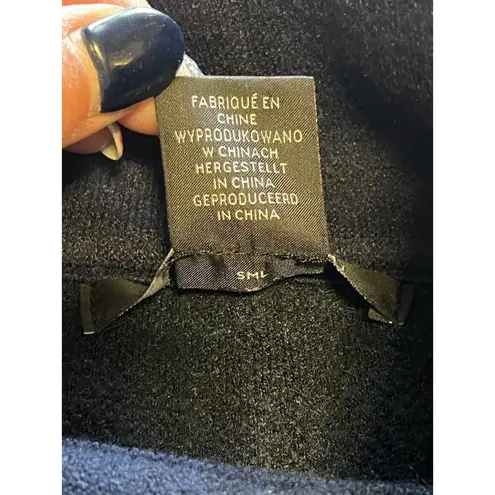 FABRIQUÉ EN
CHINE
WYPRODUKOWANO
W CHINACH
HERGESTELLT
IN CHINA
GEPRODUCEERD
IN CHINA
SML